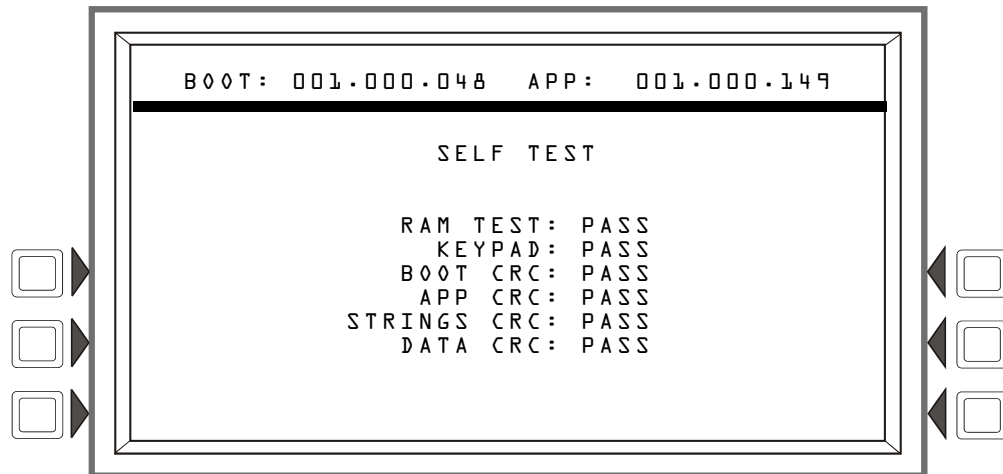 BOOT: 001.000.048 APP: 001.000.149
SELF TEST
RAM TEST: PASS
KEYPAD: PASS
BOOT CRC: PASS
APP CRC: PASS
STRINGS CRC: PASS
DATA CRC: PASS